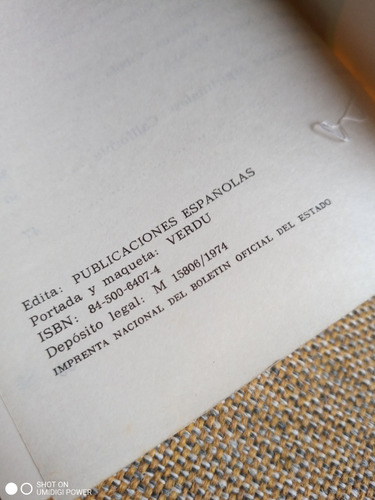 Edita: PUBLICACIONES ESPAÑOLAS
Portada y maqueta: VERDU
ISBN: 84-500-6407-4
Depósito legal: M 15806/1974
IMPRENTA NACIONAL DEL BOLETIN OFICIAL DEL ESTADO
SHOT ON
UMIDIGI POWER